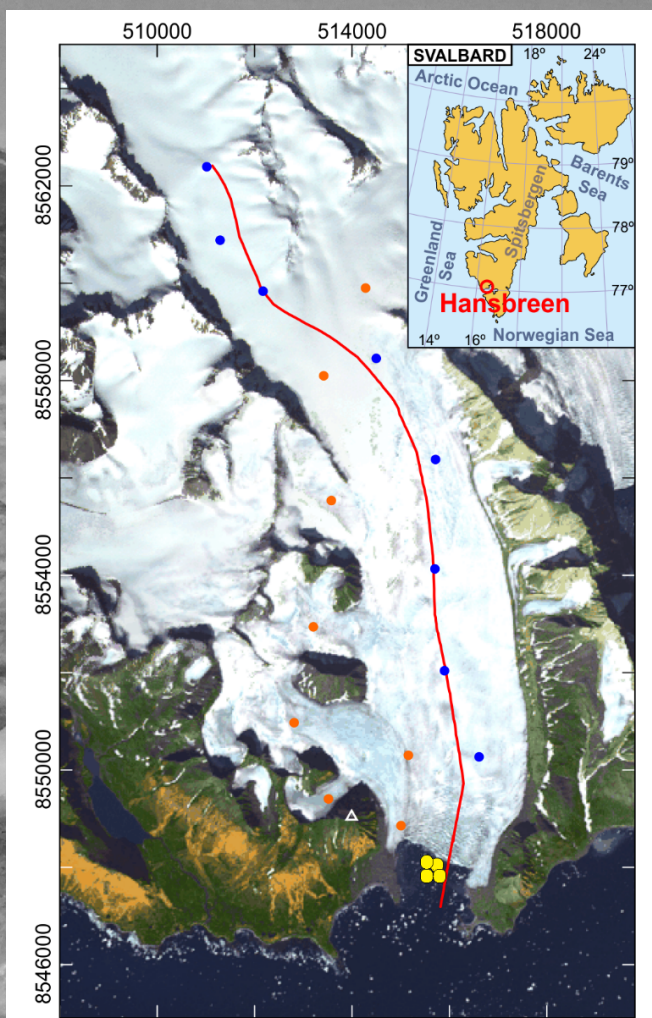 510000 514000 518000
SVALBARD 18º 24º
Arctic Ocean
79º
Barents
Sea
Spitsbergen
78º
Greenland
Sea
77º
Hansbreen
14º 16º Norwegian Sea
8562000
8558000
8554000
8550000
8546000